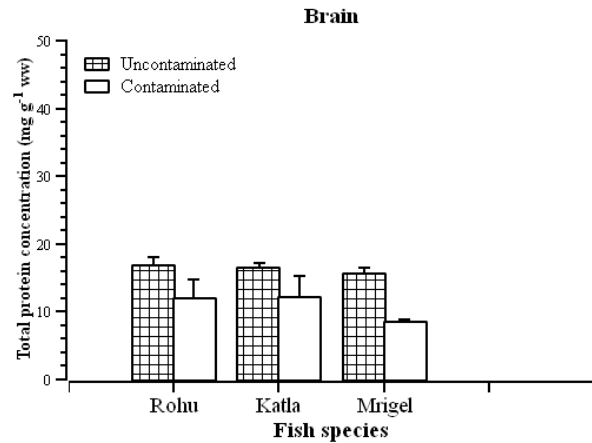 Brain
Total protein concentration (mg g⁻¹ ww)
50
40
30
20
10
0
Uncontaminated
Contaminated
Rohu Katla Mrigel
Fish species